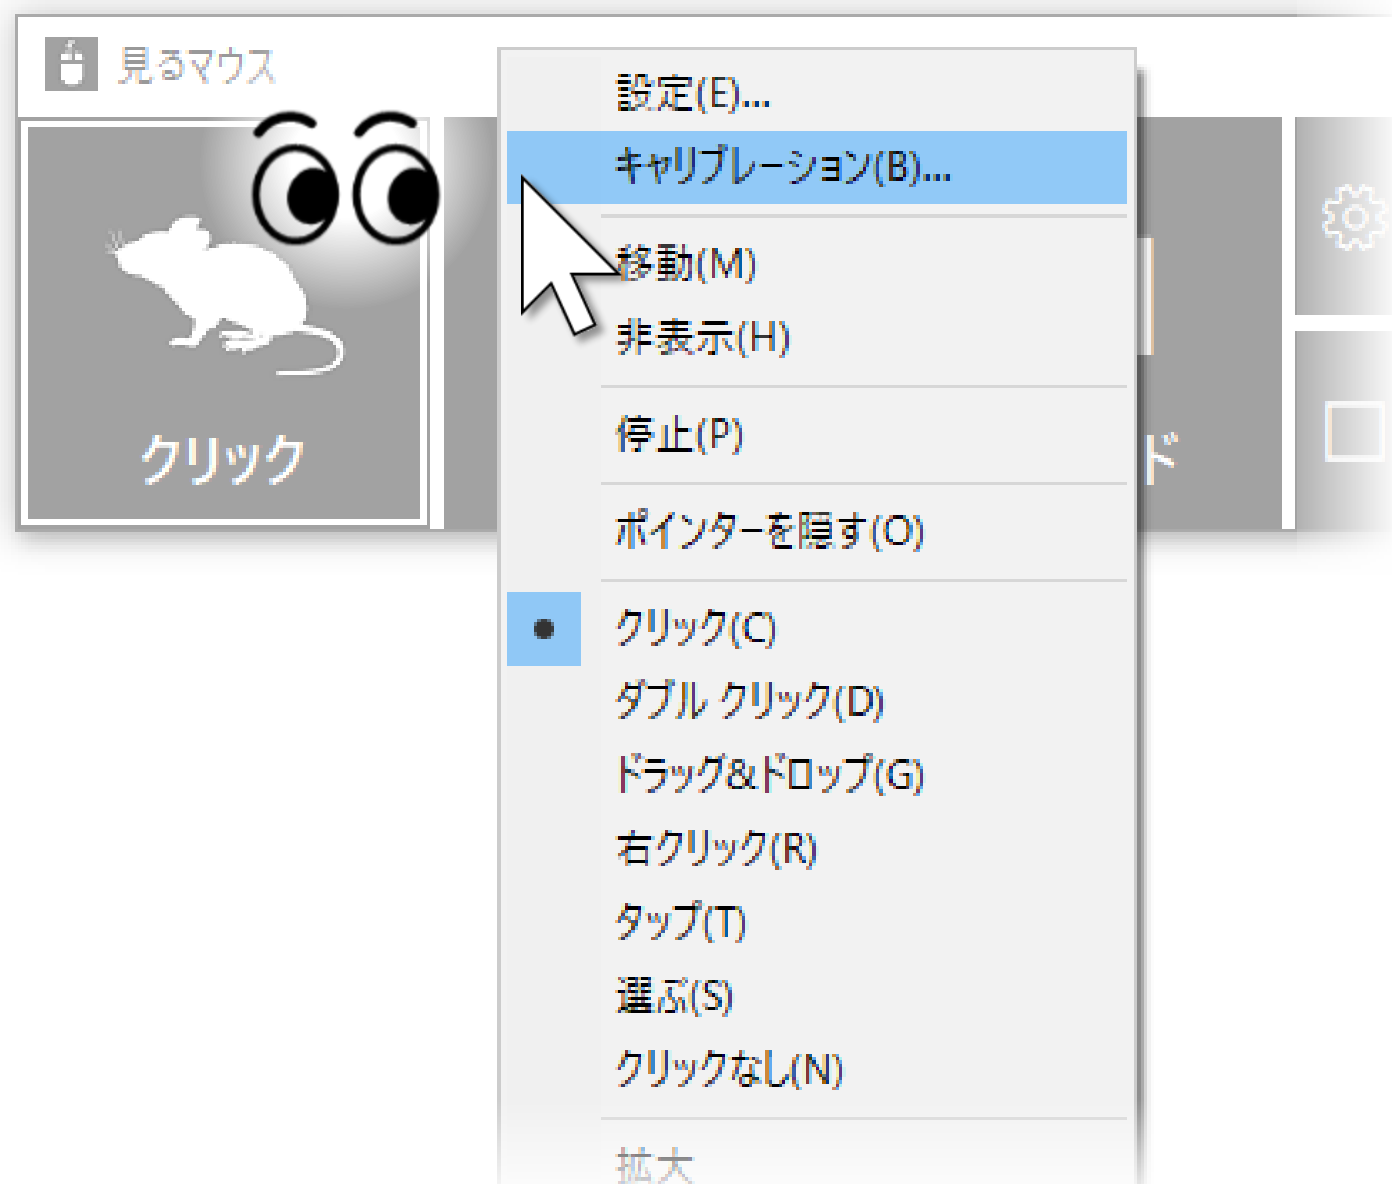 見るマウス
設定(E)...
キャリブレーション(B)...
移動(M)
非表示(H)
停止(P)
ポインターを隠す(O)
クリック(C)
ダブル クリック(D)
ドラッグ&ドロップ(G)
右クリック(R)
タップ(T)
選ぶ(S)
クリックなし(N)
拡大
クリック
ド